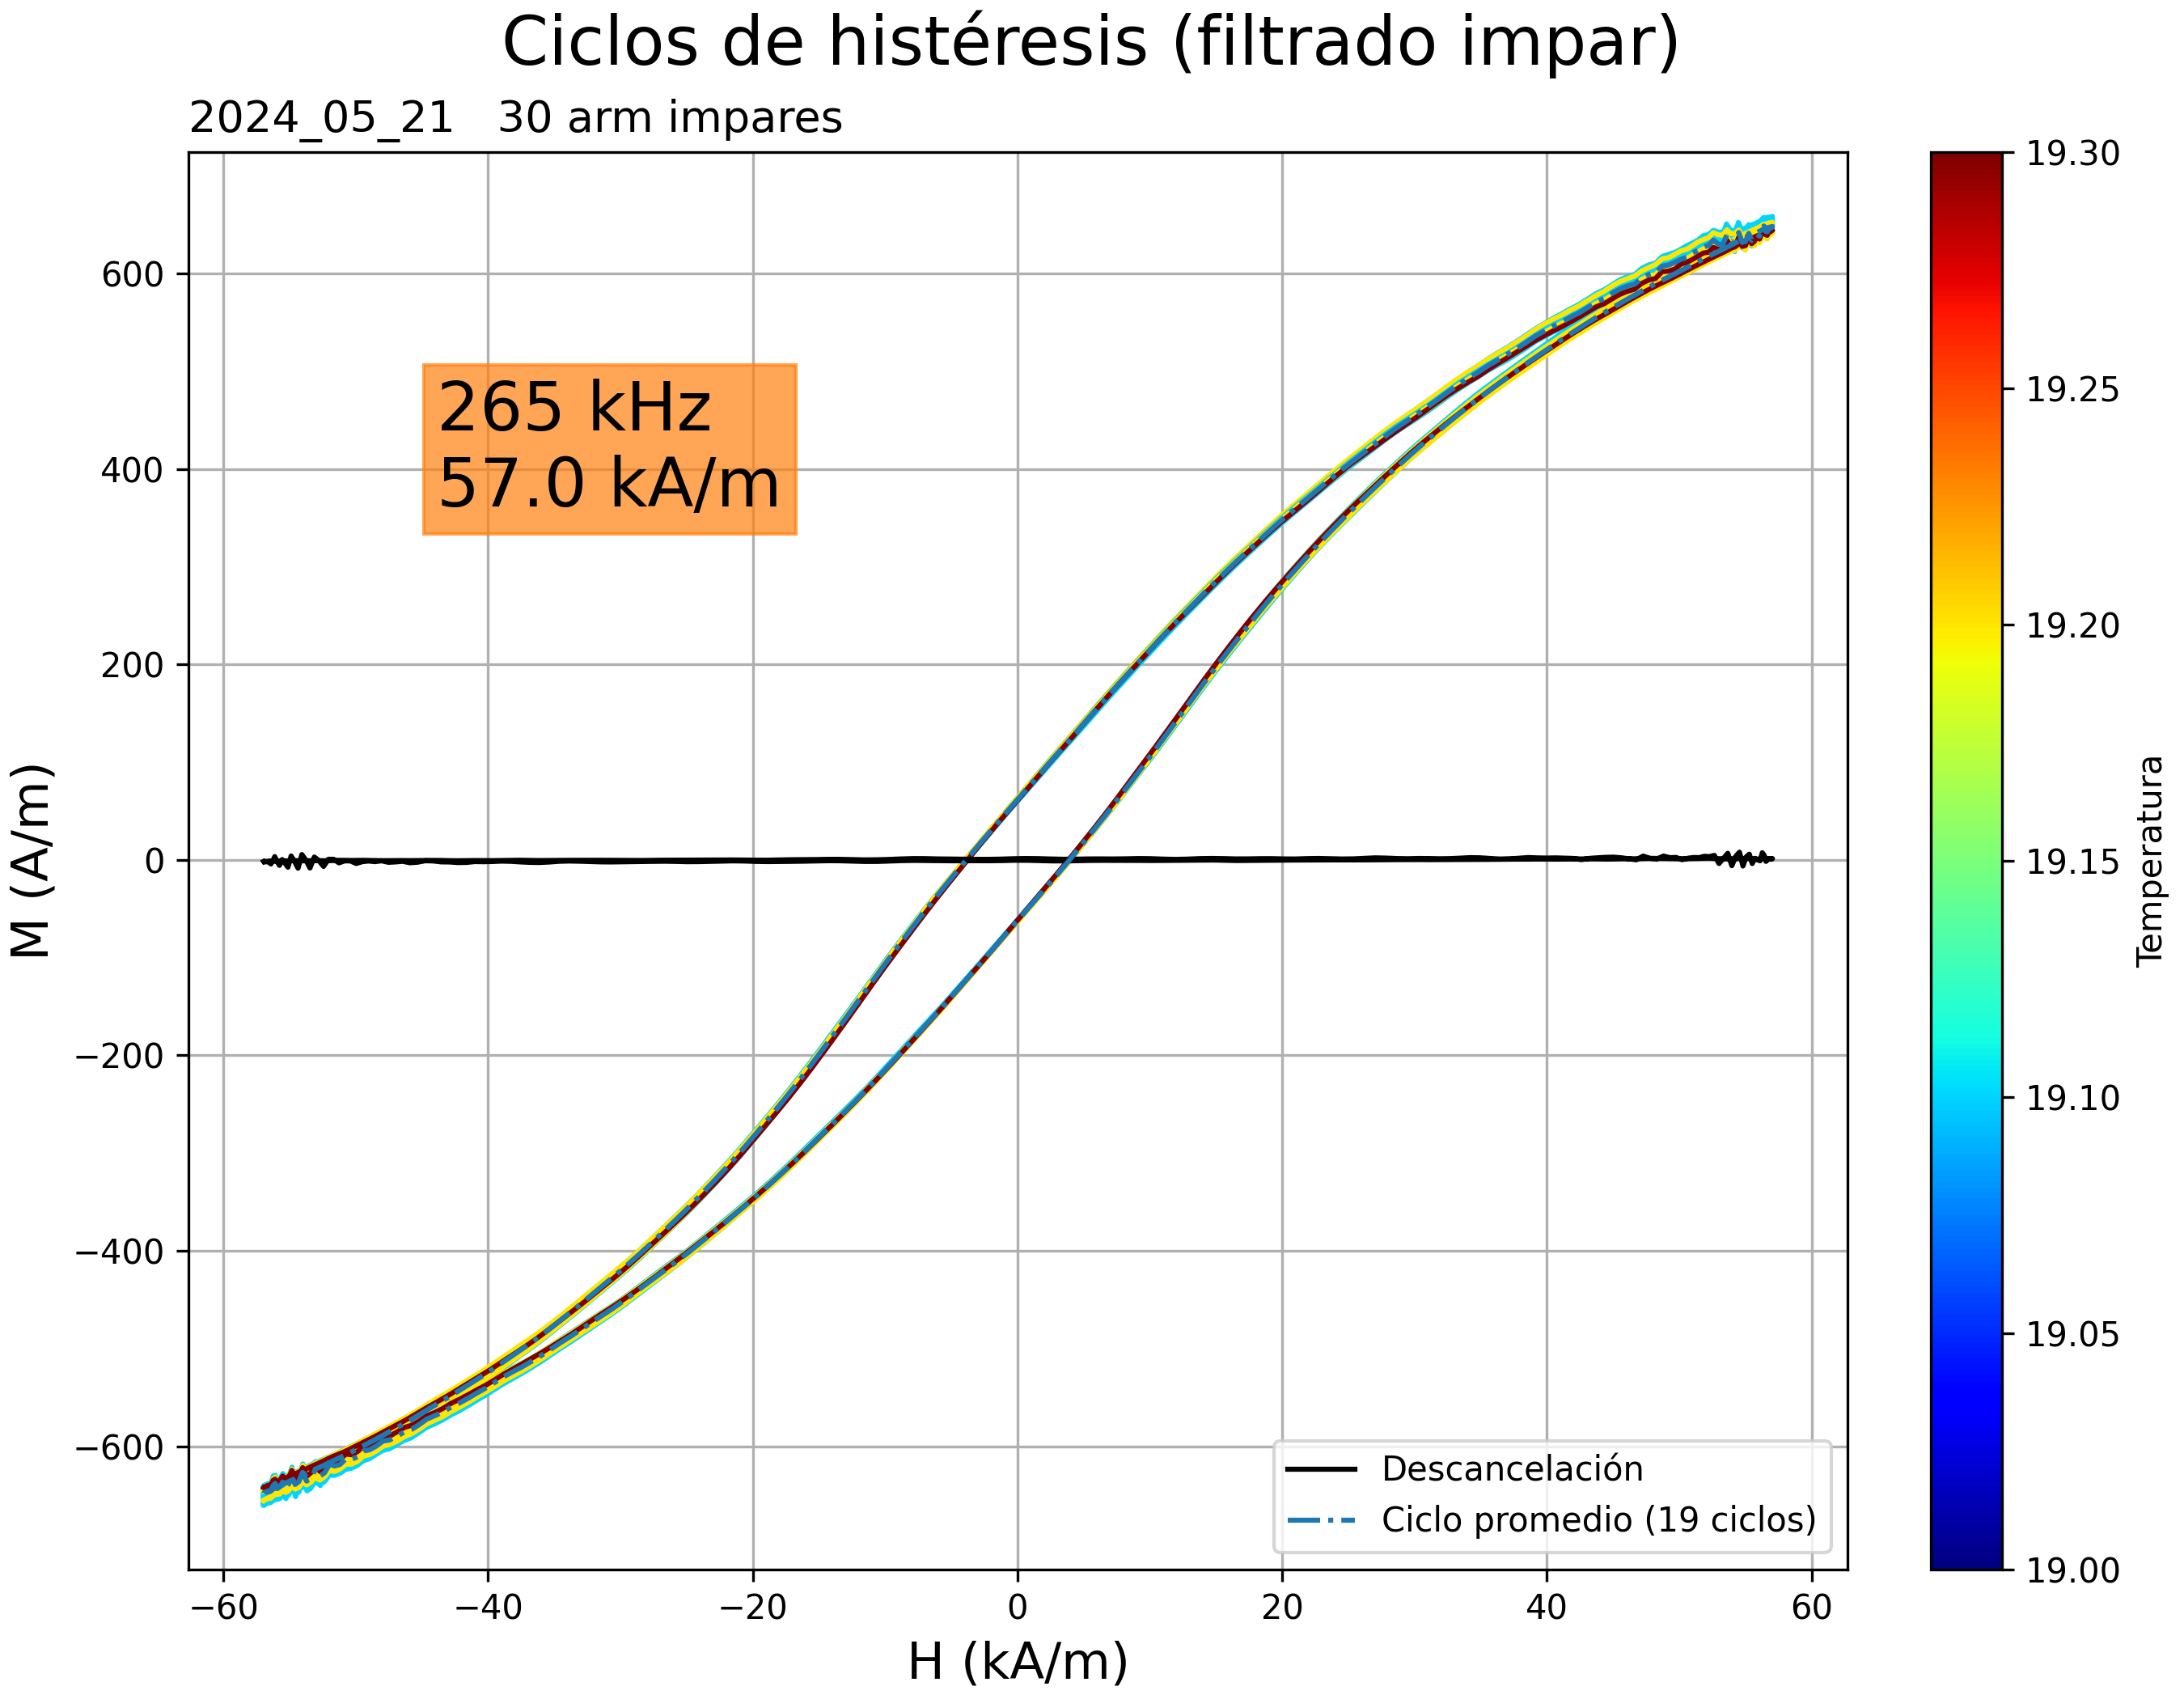 Ciclos de histéresis (filtrado impar)
2024_05_21   30 arm impares
265 kHz
57.0 kA/m
M (A/m)
600
400
200
0
−200
−400
−600
−60
−40
−20
0
20
40
60
H (kA/m)
Descancelación
Ciclo promedio (19 ciclos)
19.30
19.25
19.20
19.15
19.10
19.05
19.00
Temperatura